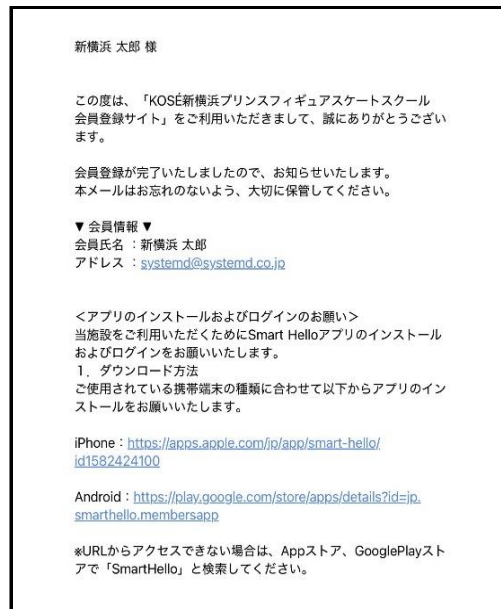 新横浜 太郎 様
この度は、「KOSÉ新横浜プリンスフィギュアスケートスクール
会員登録サイト」をご利用いただきまして、誠にありがとうござい
ます。
会員登録が完了いたしましたので、お知らせいたします。
本メールはお忘れのないよう、大切に保管してください。
▼ 会員情報 ▼
会員氏名 : 新横浜 太郎
アドレス : systemd@systemd.co.jp
＜アプリのインストールおよびログインのお願い＞
当施設をご利用いただくためにSmart Helloアプリのインストール
およびログインをお願いいたします。
1．ダウンロード方法
ご使用されている携帯端末の種類に合わせて以下からアプリのイン
ストールをお願いいたします。
iPhone：https://apps.apple.com/jp/app/smart-hello/
id1582424100
Android：https://play.google.com/store/apps/details?id=jp.
smarthello.membersapp
※URLからアクセスできない場合は、Appストア、GooglePlayスト
アで「SmartHello」と検索してください。